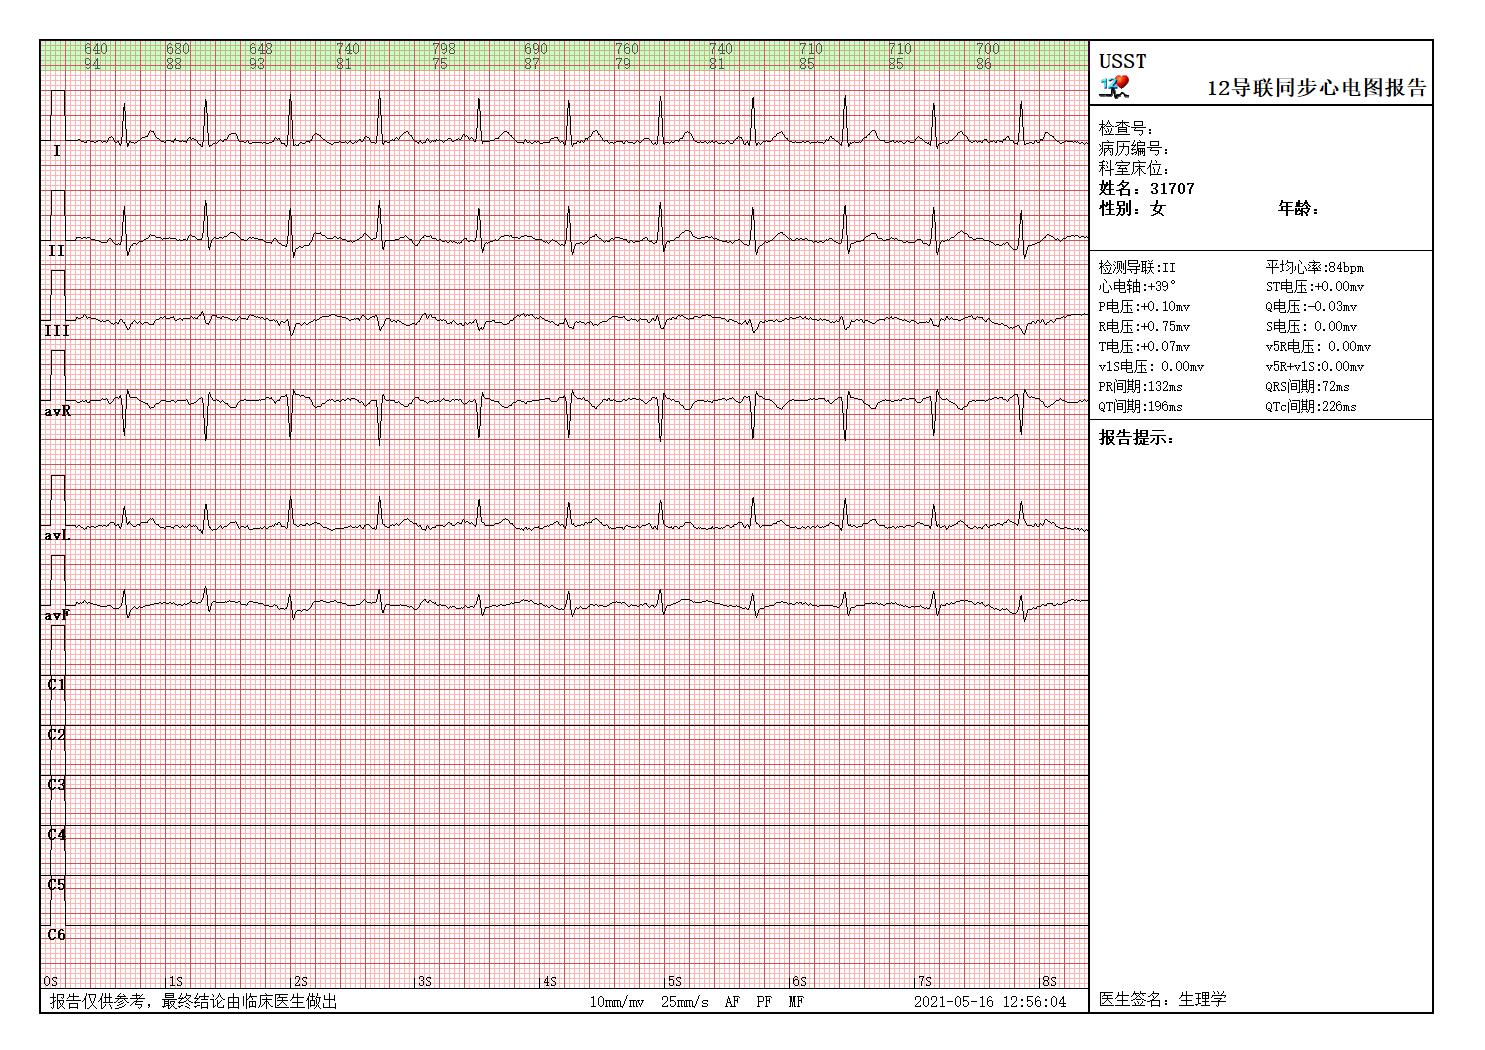 640 680 648 740 798 690 760 740 710 710 700
94 88 93 81 75 87 79 81 85 85 86
I
II
III
avR
avL
avF
C1
C2
C3
C4
C5
C6
0S 1S 2S 3S 4S 5S 6S 7S 8S
报告仅供参考，最终结论由临床医生做出 10mm/mv 25mm/s AF PF MF 2021-05-16 12:56:04
USST
12
12导联同步心电图报告
检查号：
病历编号：
科室床位：
姓名：31707
性别：女 年龄：
检测导联:II 平均心率:84bpm
心电轴:+39° ST电压:+0.00mv
P电压:+0.10mv Q电压:-0.03mv
R电压:+0.75mv S电压: 0.00mv
T电压:+0.07mv v5R电压: 0.00mv
v1S电压: 0.00mv v5R+v1S:0.00mv
PR间期:132ms QRS间期:72ms
QT间期:196ms QTc间期:226ms
报告提示：
医生签名：生理学